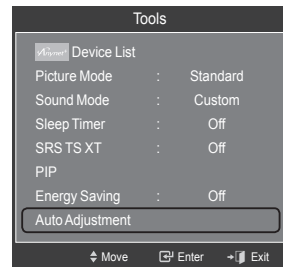 Tools
Anynet+ Device List
Picture Mode : Standard
Sound Mode : Custom
Sleep Timer : Off
SRS TS XT : Off
PIP
Energy Saving : Off
Auto Adjustment
Move Enter Exit